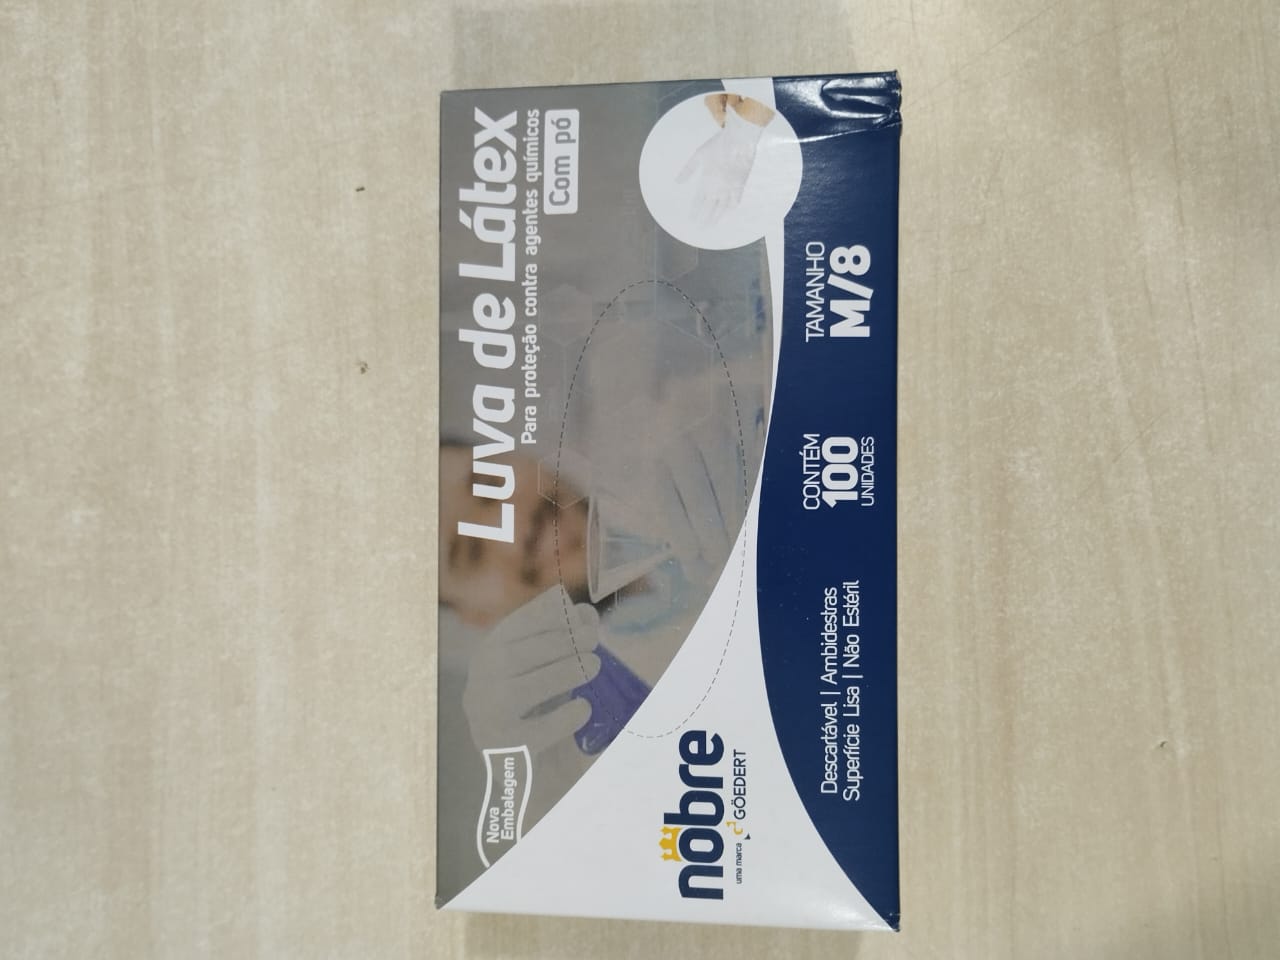 Luva de Látex
Para proteção contra agentes químicos
Com pó
Nova
Embalagem
nobre
uma marca GÖEDERT
Descartável | Ambidestras
Superfície Lisa | Não Estéril
CONTÉM
100
UNIDADES
TAMANHO
M/8